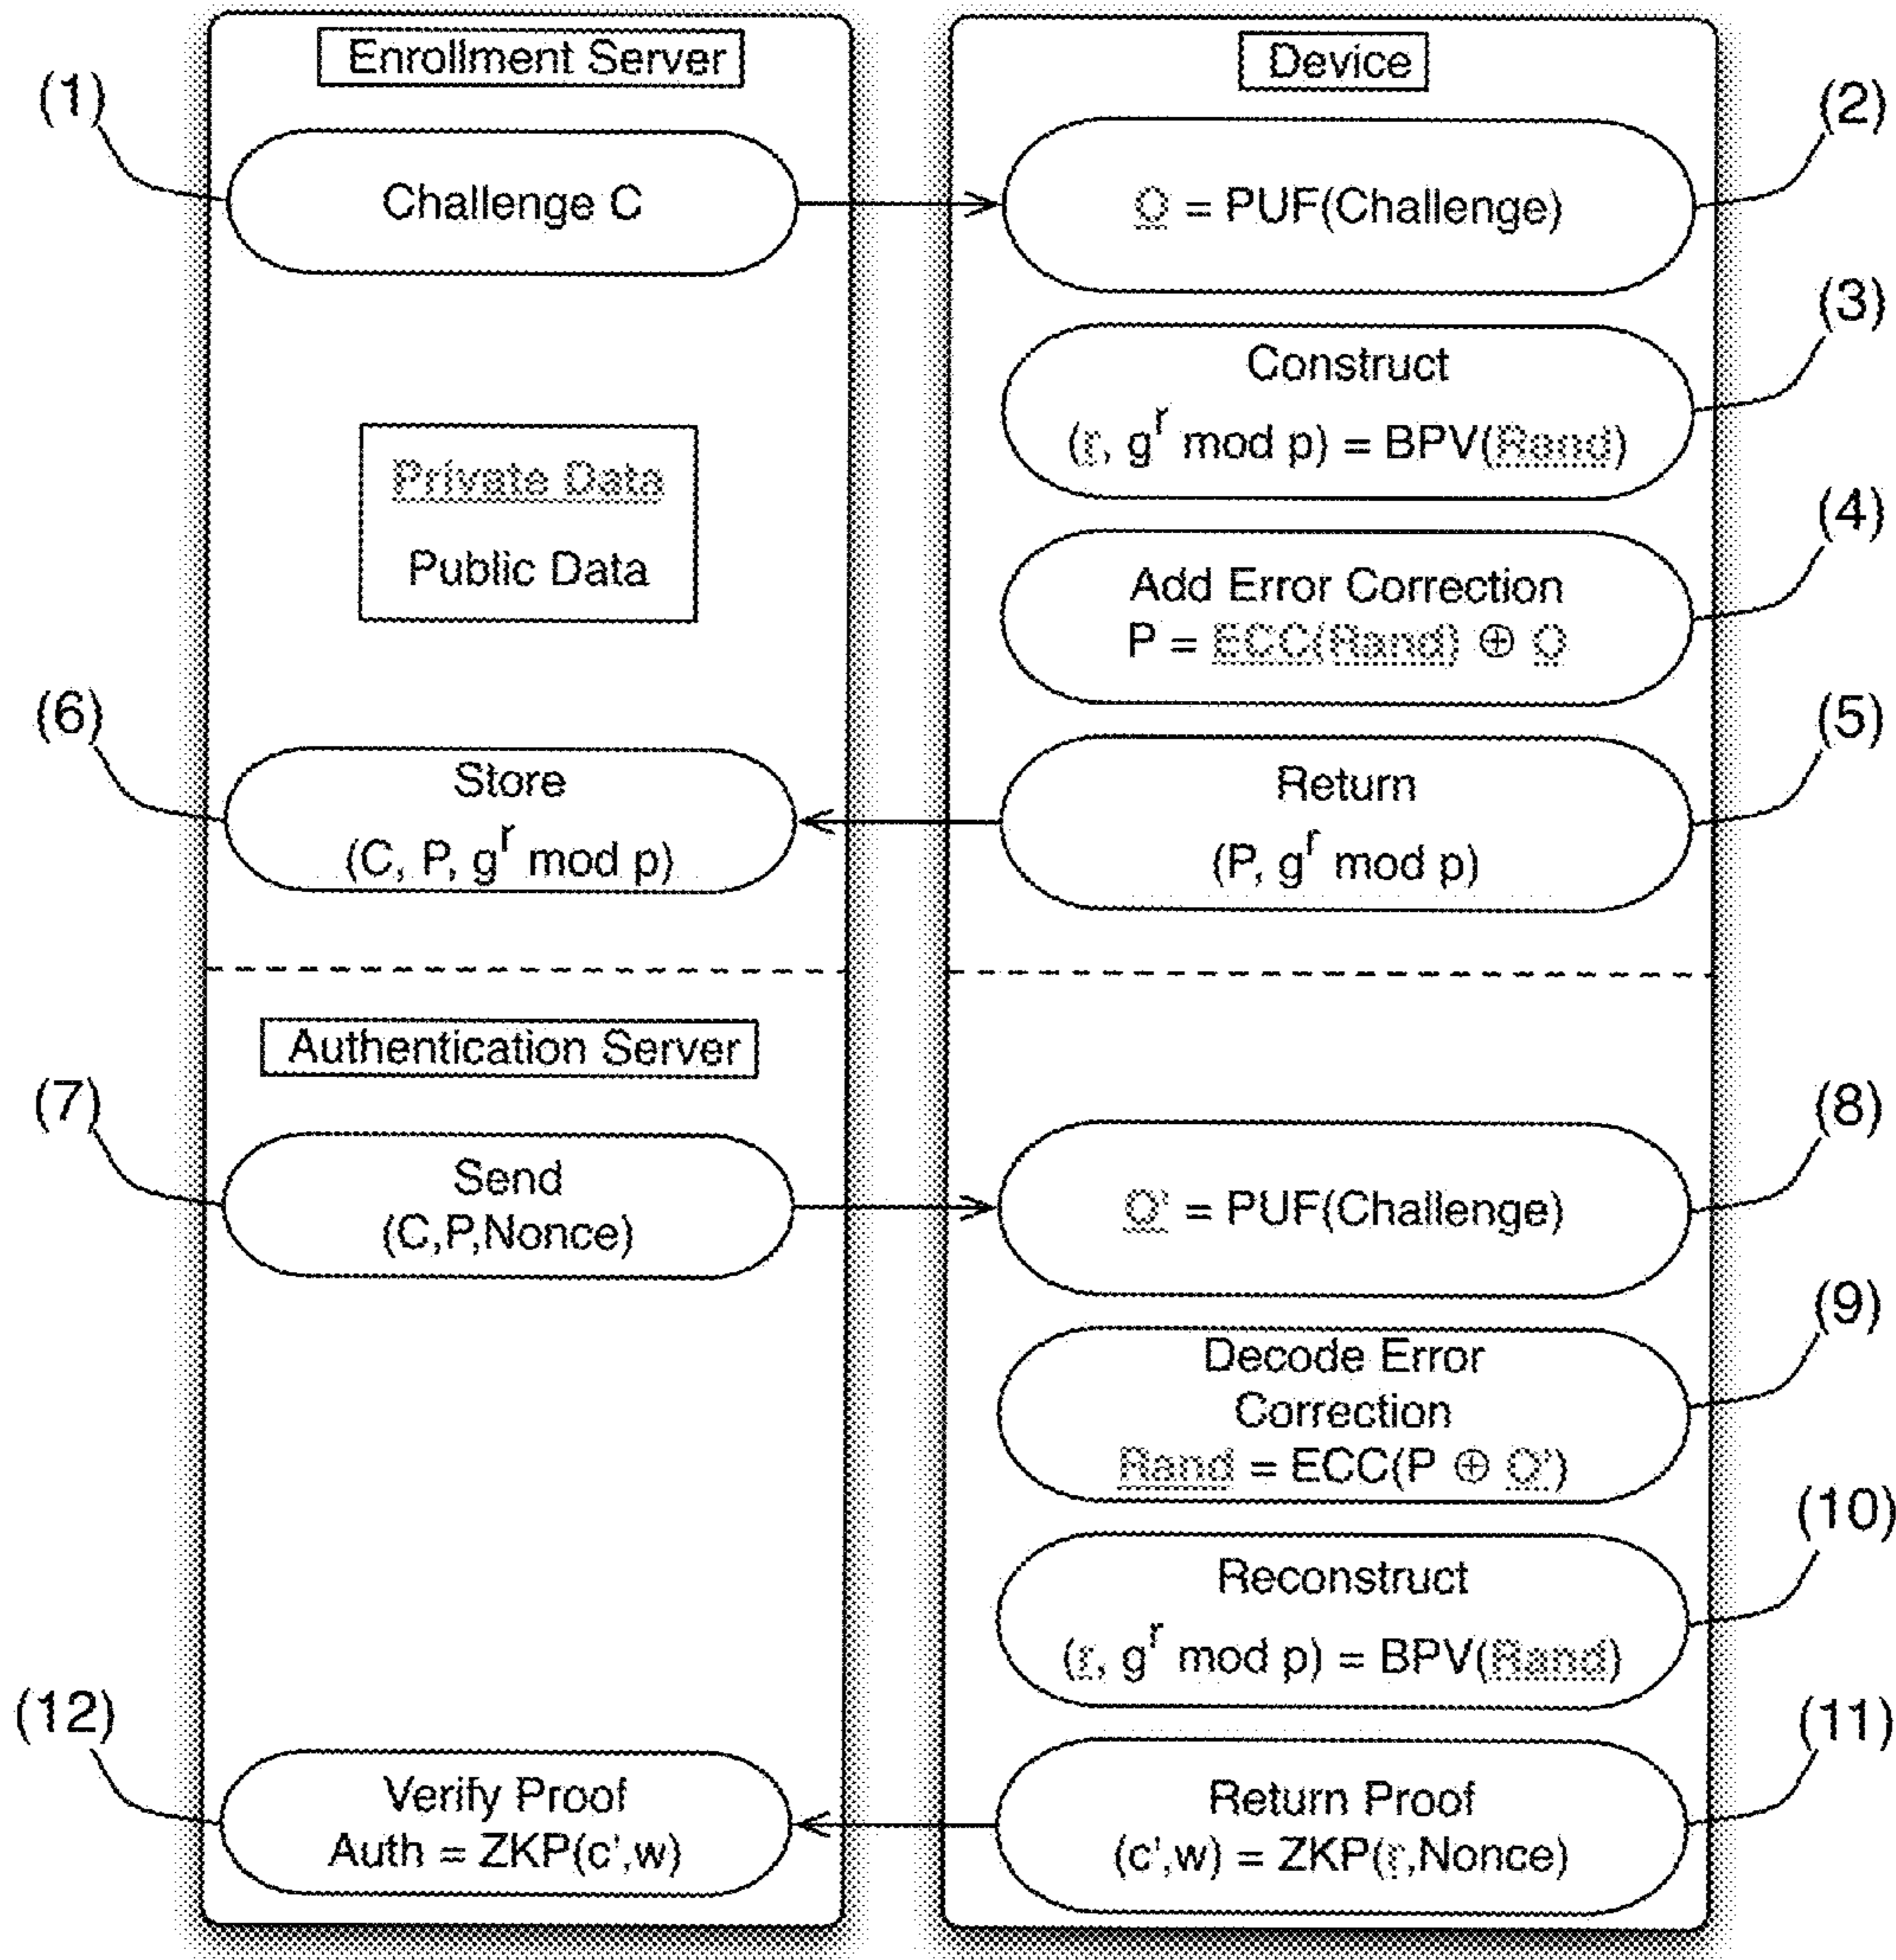 Enrollment Server
Device
(1)
Challenge C
O = PUF(Challenge)
(2)
Construct
(r, g^r mod p) = BPV(Rand)
(3)
Private Data
Public Data
Add Error Correction
P = ECC(Rand) ⊕ O
(4)
(6)
Store
(C, P, g^r mod p)
Return
(P, g^r mod p)
(5)
Authentication Server
(7)
Send
(C,P,Nonce)
O' = PUF(Challenge)
(8)
Decode Error
Correction
Rand = ECC(P ⊕ O')
(9)
Reconstruct
(r, g^r mod p) = BPV(Rand)
(10)
(12)
Verify Proof
Auth = ZKP(c',w)
Return Proof
(c',w) = ZKP(r,Nonce)
(11)